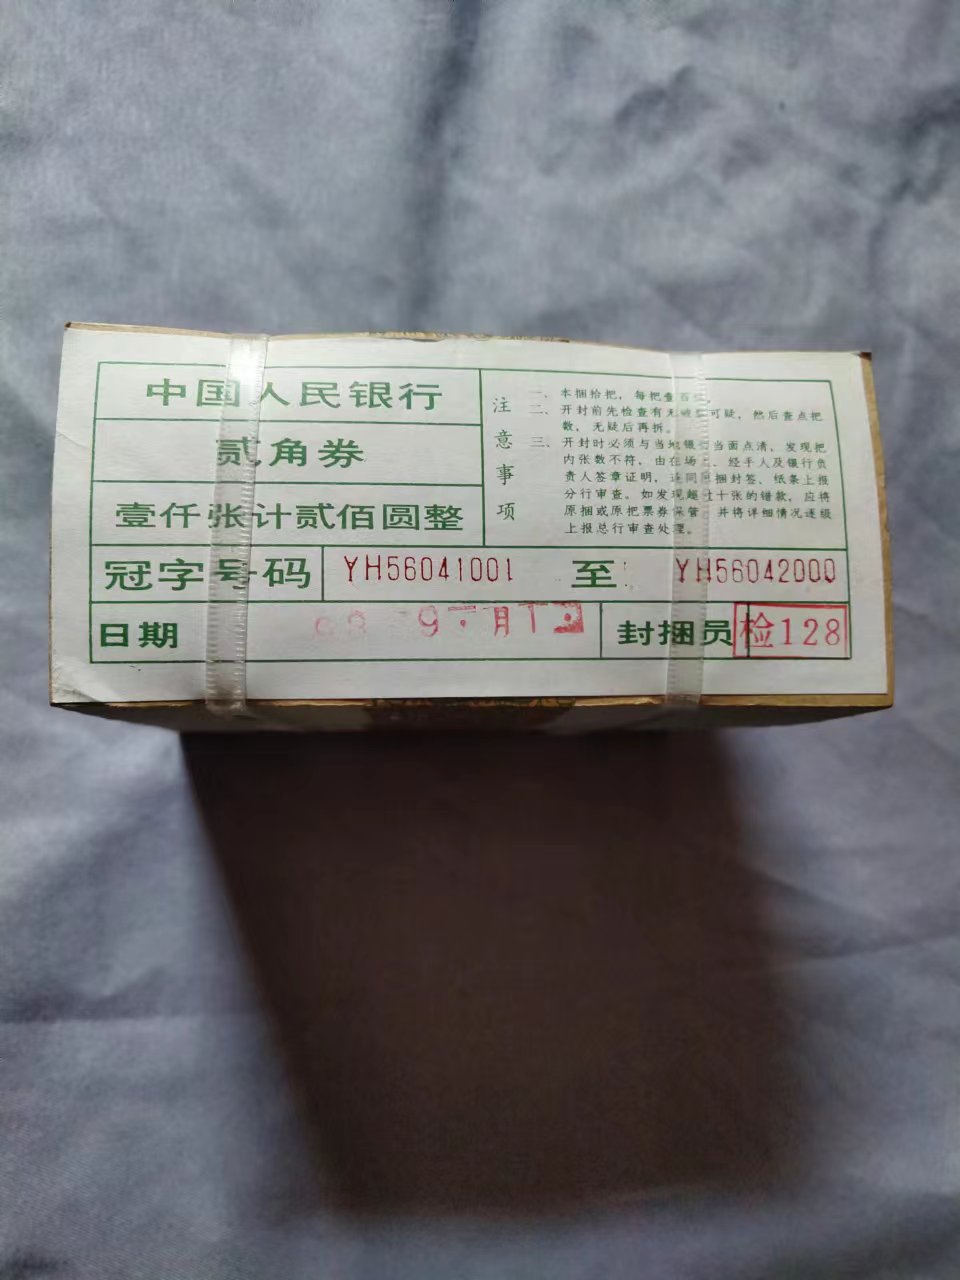 中国人民银行
贰角券
壹仟张计贰佰圆整
注意事项
一、本捆拾把，每把壹百张
二、开封前先检查有无破绽可疑，然后查点把
数，无疑后再拆。
三、开封时必须与当地银行当面点清，发现把
内张数不符，由在场 经手人及银行负
责人签章证明，连同原捆封签、纸条上报
分行审查。如发现超过十张的错款，应将
原捆或原把票券保管 并将详细情况逐级
上报总行审查处理。
冠字号码 YH56041001 至 YH56042000
日期 9 月1 封捆员 检128